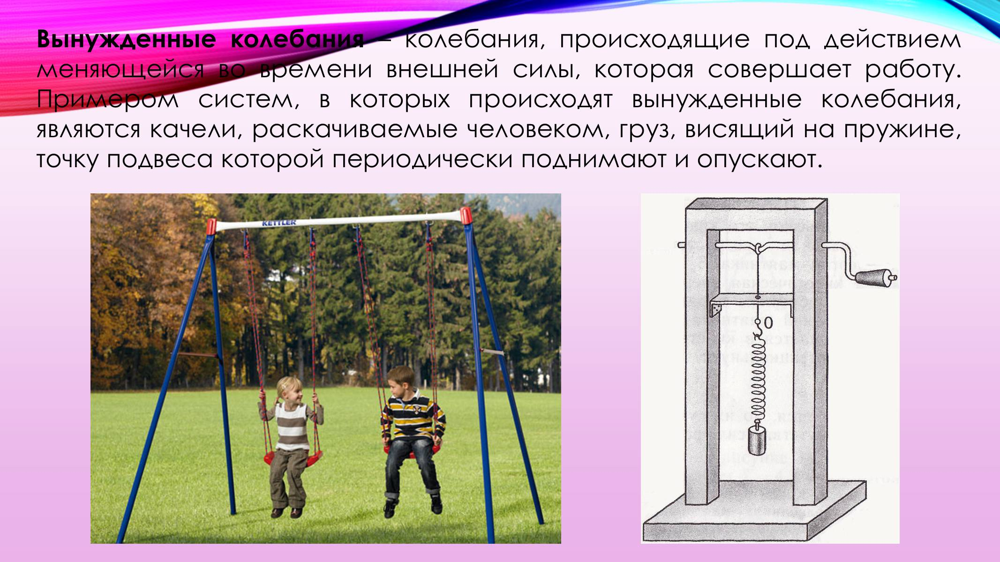 Вынужденные колебания – колебания, происходящие под действием
меняющейся во времени внешней силы, которая совершает работу.
Примером систем, в которых происходят вынужденные колебания,
являются качели, раскачиваемые человеком, груз, висящий на пружине,
точку подвеса которой периодически поднимают и опускают.
KETTLER
0